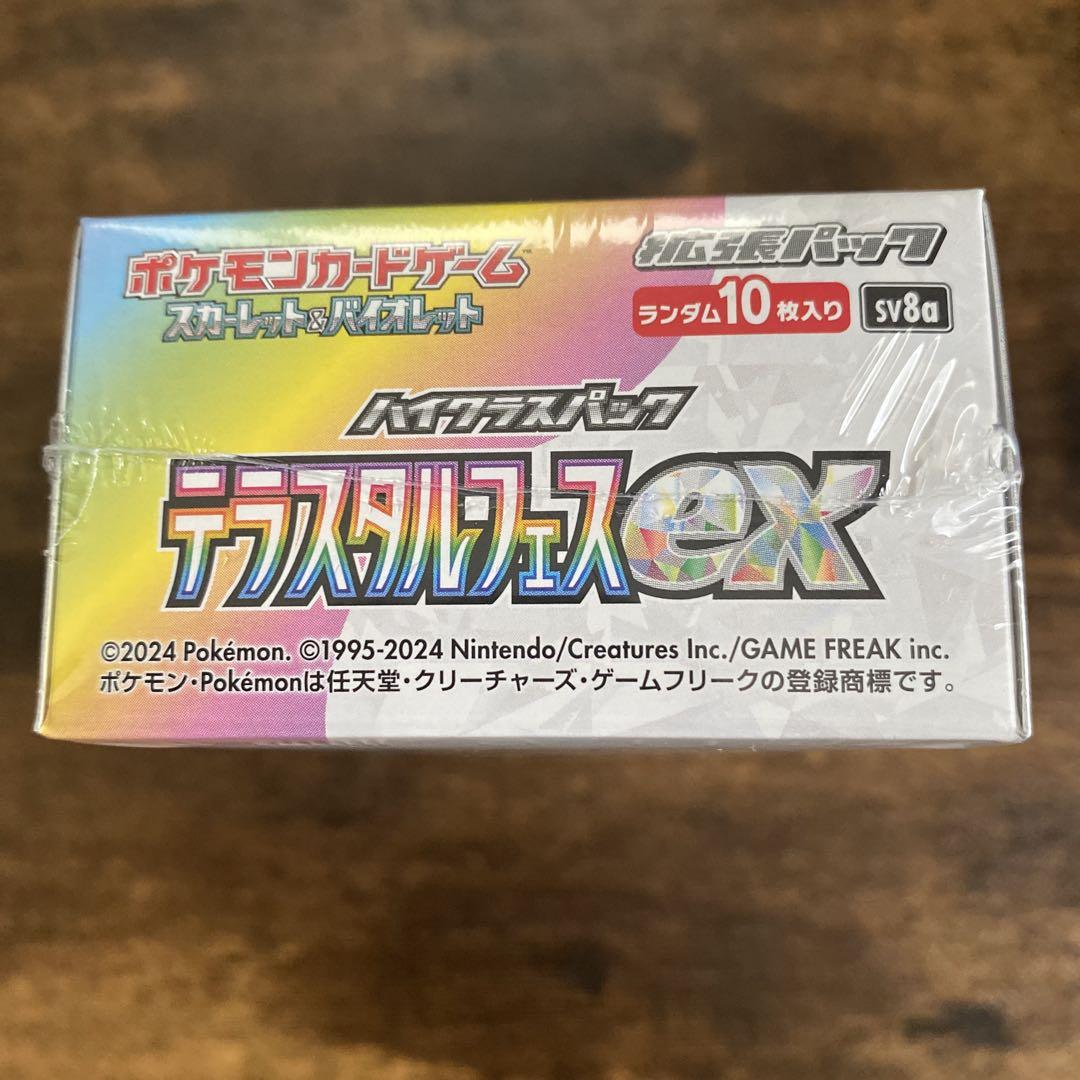 ポケモンカードゲーム™
スカーレット&バイオレット
拡張パック
ランダム10枚入り
sv8a
ハイクラスパック
テラスタルフェスex
©2024 Pokémon. ©1995-2024 Nintendo/Creatures Inc./GAME FREAK inc.
ポケモン・Pokémonは任天堂・クリーチャーズ・ゲームフリークの登録商標です。